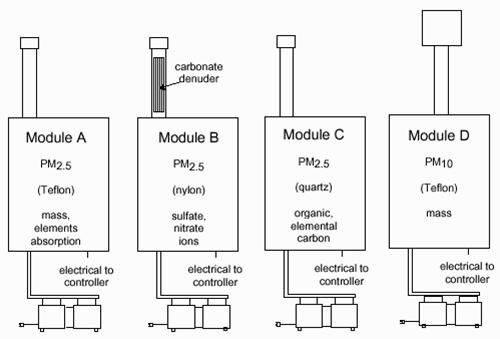 carbonate
denuder
Module A
PM2.5
(Teflon)
mass,
elements
absorption
electrical to
controller
Module B
PM2.5
(nylon)
sulfate,
nitrate
ions
electrical to
controller
Module C
PM2.5
(quartz)
organic,
elemental
carbon
electrical to
controller
Module D
PM10
(Teflon)
mass
electrical to
controller